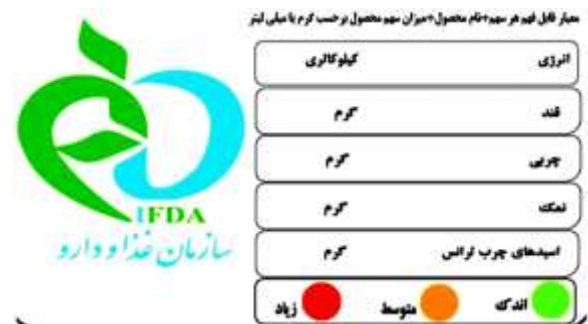 معیار قابل فهم هر سهم+نام محصول+میزان سهم محصول برحسب گرم یا میلی لیتر
انرژی کیلوکالری
قند گرم
چربی گرم
نمک گرم
اسیدهای چرب ترانس گرم
اندک متوسط زیاد
IFDA
سازمان غذا و دارو